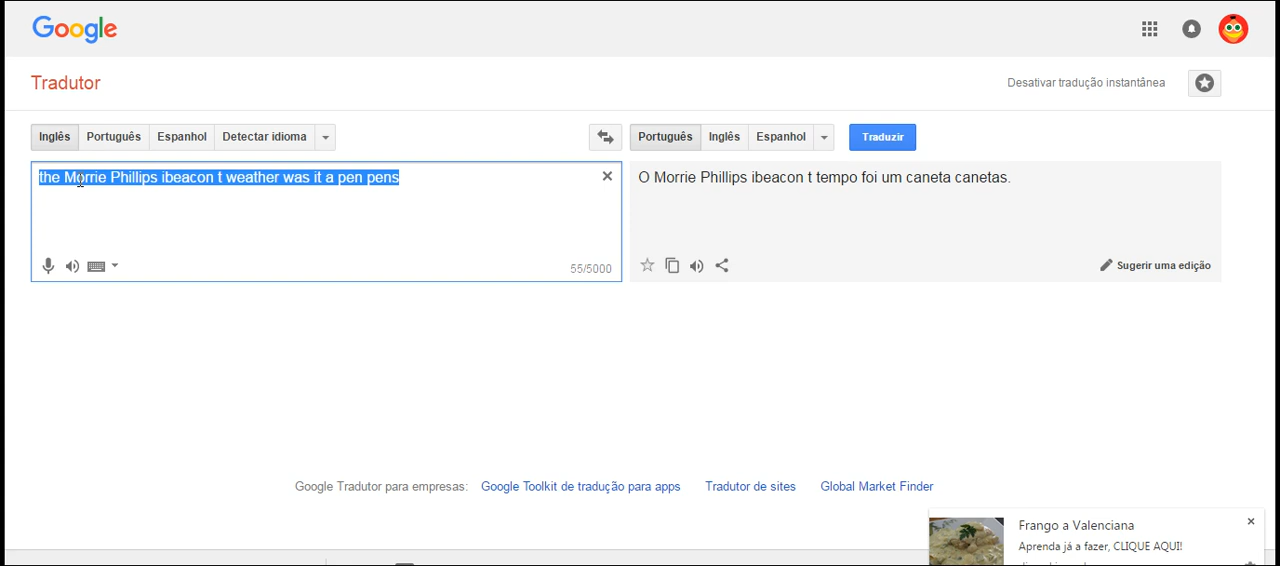 Google
Tradutor
Desativar tradução instantânea
Inglês Português Espanhol Detectar idioma
Português Inglês Espanhol Traduzir
the Morrie Phillips ibeacon t weather was it a pen pens
O Morrie Phillips ibeacon t tempo foi um caneta canetas.
55/5000
Sugerir uma edição
Google Tradutor para empresas: Google Toolkit de tradução para apps Tradutor de sites Global Market Finder
Frango a Valenciana
Aprenda já a fazer, CLIQUE AQUI!